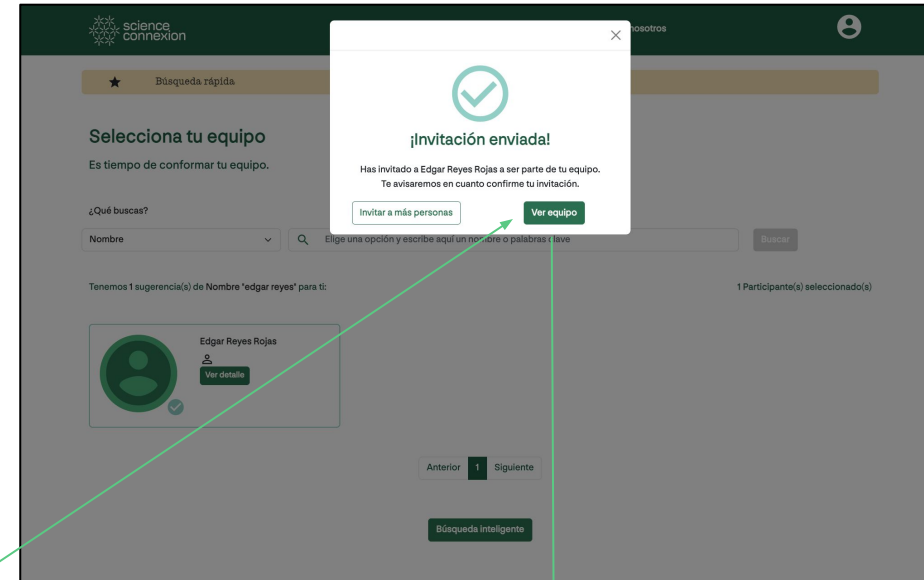 science
connexion
nosotros
Búsqueda rápida
¡Invitación enviada!
Has invitado a Edgar Reyes Rojas a ser parte de tu equipo.
Te avisaremos en cuanto confirme tu invitación.
Invitar a más personas
Ver equipo
Selecciona tu equipo
Es tiempo de conformar tu equipo.
¿Qué buscas?
Nombre
Elige una opción y escribe aquí un nombre o palabras clave
Buscar
Tenemos 1 sugerencia(s) de Nombre "edgar reyes" para ti:
1 Participante(s) seleccionado(s)
Edgar Reyes Rojas
Ver detalle
Anterior 1 Siguiente
Búsqueda inteligente